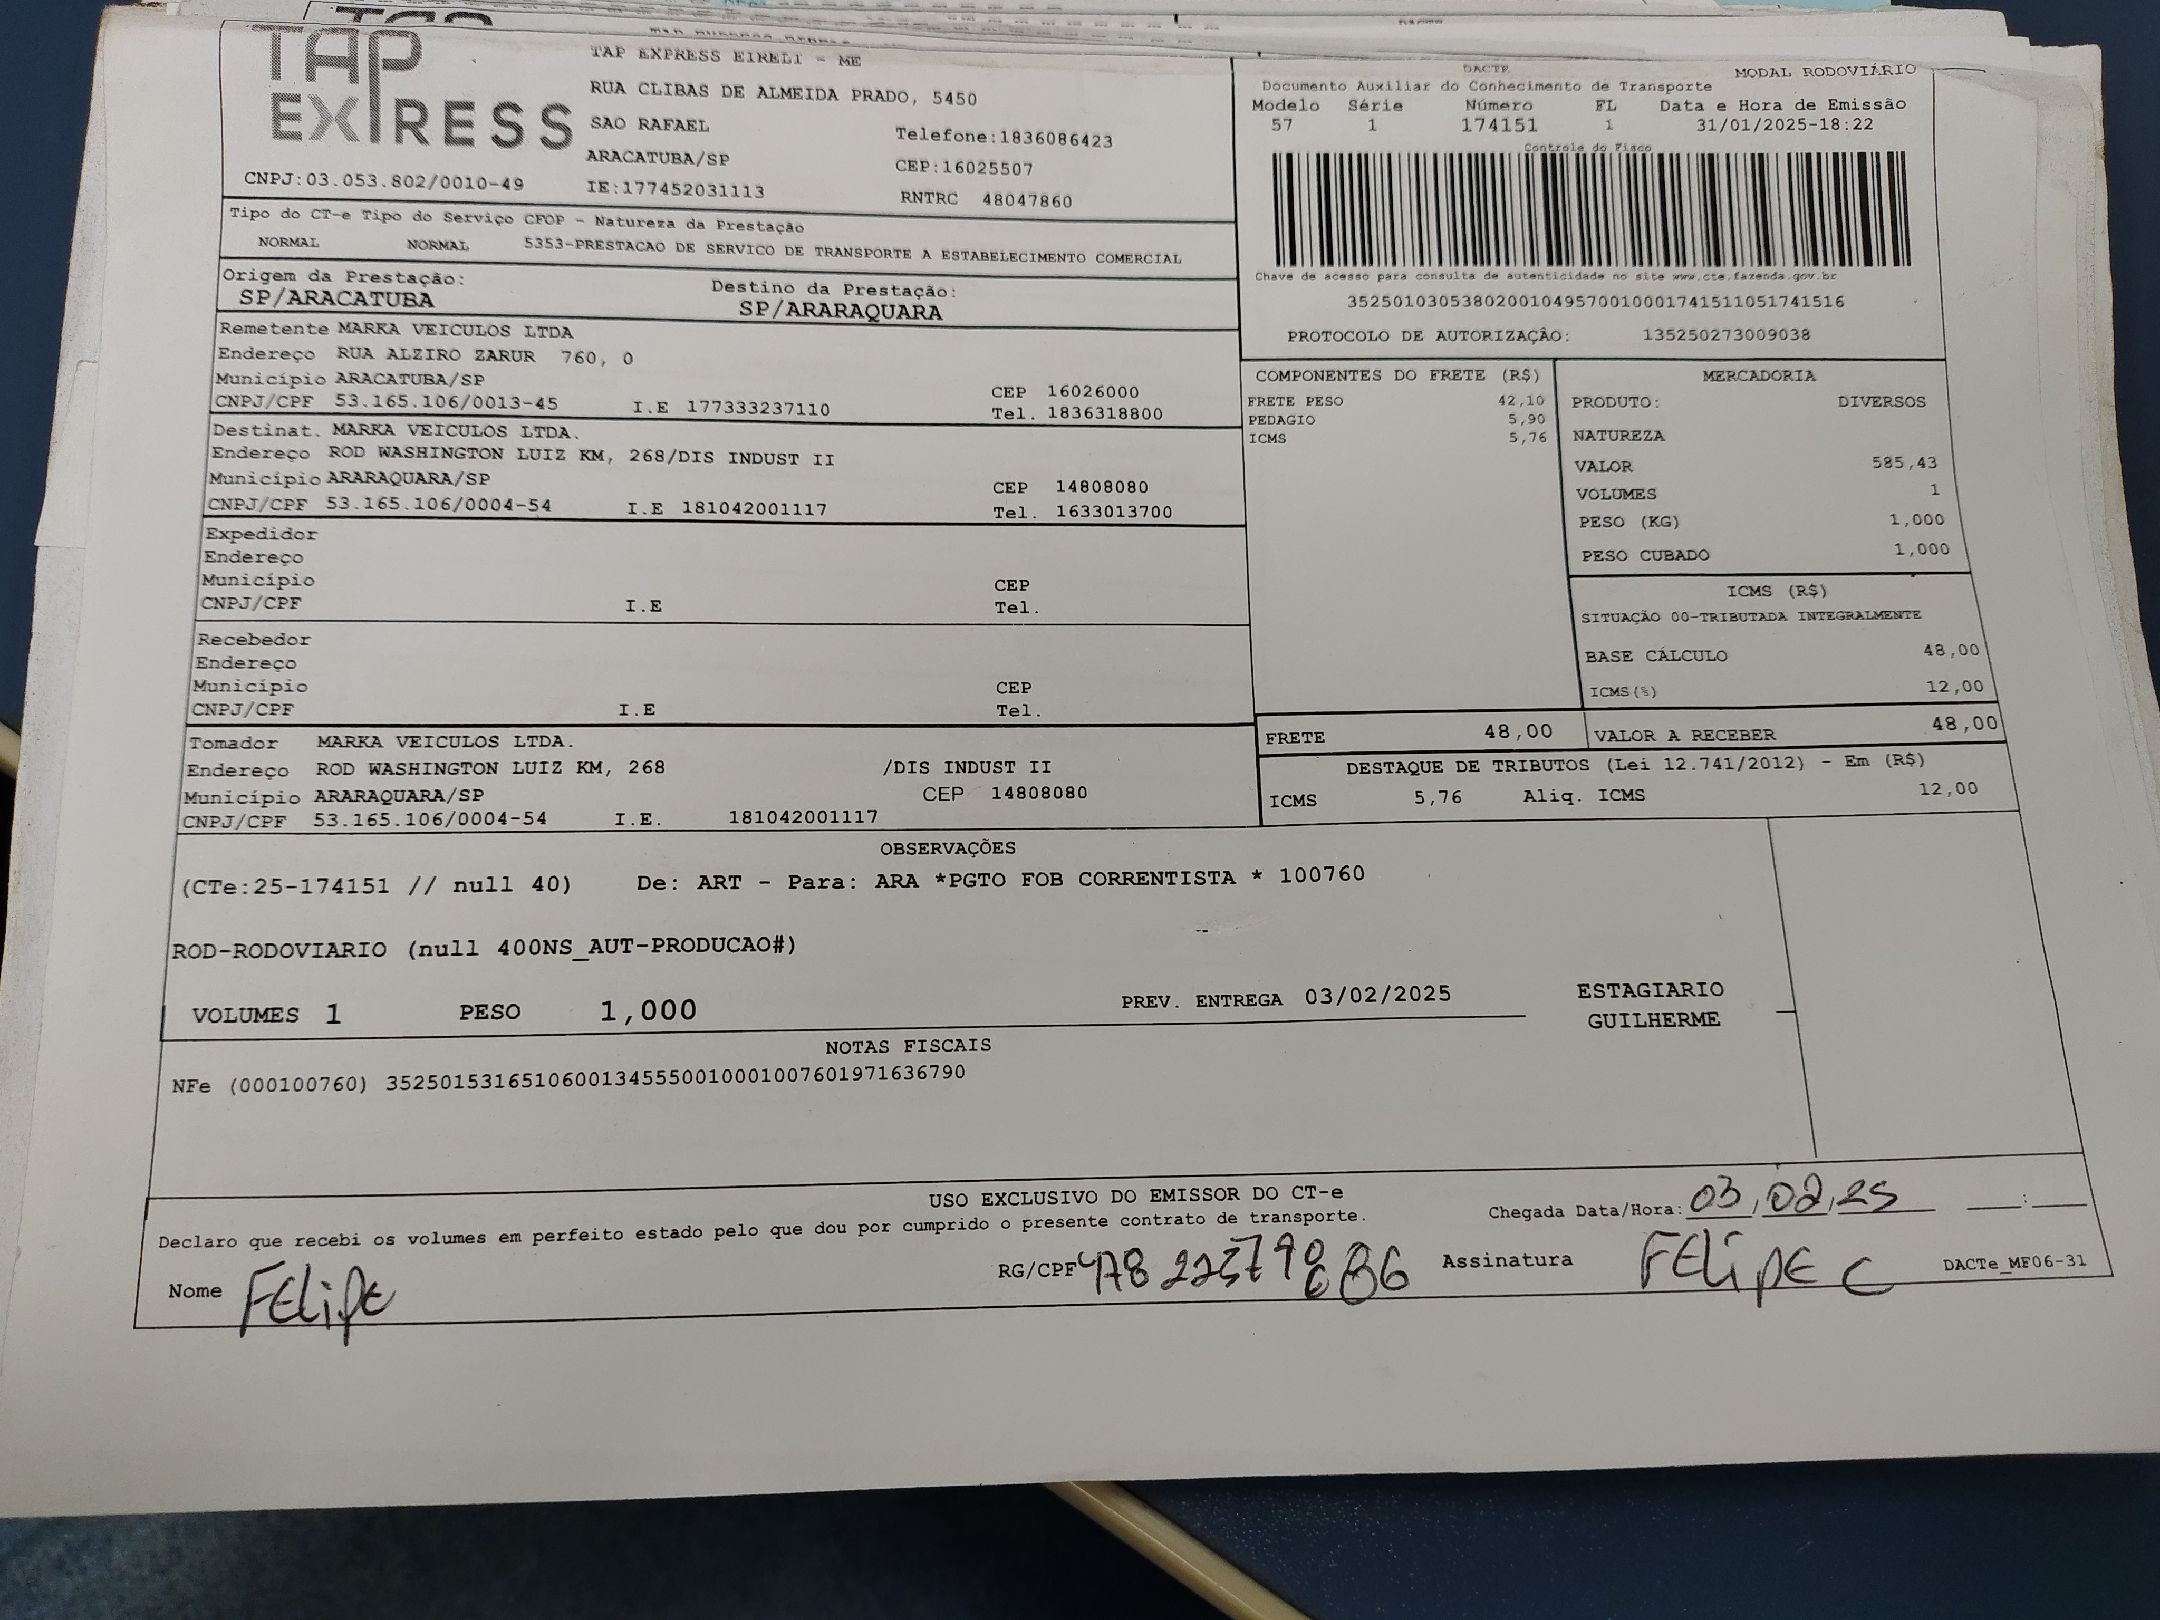 TAP
EXPRESS
TAP EXPRESS EIRELI - ME
RUA CLIBAS DE ALMEIDA PRADO, 5450
SAO RAFAEL
Telefone:1836086423
ARACATUBA/SP
CEP:16025507
CNPJ:03.053.802/0010-49
IE:177452031113
RNTRC 48047860
DACTE
MODAL RODOVIÁRIO
Documento Auxiliar do Conhecimento de Transporte
Modelo Série Número FL Data e Hora de Emissão
57 1 174151 1 31/01/2025-18:22
Controle do Fisco
Chave de acesso para consulta de autenticidade no site www.cte.fazenda.gov.br
35250103053802001049570010001741511051741516
PROTOCOLO DE AUTORIZAÇÃO: 135250273009038
Tipo do CT-e Tipo do Serviço CFOP - Natureza da Prestação
NORMAL NORMAL 5353-PRESTACAO DE SERVICO DE TRANSPORTE A ESTABELECIMENTO COMERCIAL
Origem da Prestação: Destino da Prestação:
SP/ARACATUBA SP/ARARAQUARA
Remetente MARKA VEICULOS LTDA
Endereço RUA ALZIRO ZARUR 760, 0
Município ARACATUBA/SP CEP 16026000
CNPJ/CPF 53.165.106/0013-45 I.E 177333237110 Tel. 1836318800
Destinat. MARKA VEICULOS LTDA.
Endereço ROD WASHINGTON LUIZ KM, 268/DIS INDUST II
Município ARARAQUARA/SP CEP 14808080
CNPJ/CPF 53.165.106/0004-54 I.E 181042001117 Tel. 1633013700
Expedidor
Endereço
Município CEP
CNPJ/CPF I.E Tel.
Recebedor
Endereço
Município CEP
CNPJ/CPF I.E Tel.
Tomador MARKA VEICULOS LTDA.
Endereço ROD WASHINGTON LUIZ KM, 268 /DIS INDUST II
Município ARARAQUARA/SP CEP 14808080
CNPJ/CPF 53.165.106/0004-54 I.E. 181042001117
COMPONENTES DO FRETE (R$)
FRETE PESO 42,10
PEDAGIO 5,90
ICMS 5,76
MERCADORIA
PRODUTO: DIVERSOS
NATUREZA
VALOR 585,43
VOLUMES 1
PESO (KG) 1,000
PESO CUBADO 1,000
ICMS (R$)
SITUAÇÃO 00-TRIBUTADA INTEGRALMENTE
BASE CÁLCULO 48,00
ICMS(%) 12,00
FRETE 48,00 VALOR A RECEBER 48,00
DESTAQUE DE TRIBUTOS (Lei 12.741/2012) - Em (R$)
ICMS 5,76 Aliq. ICMS 12,00
OBSERVAÇÕES
(CTe:25-174151 // null 40) De: ART - Para: ARA *PGTO FOB CORRENTISTA * 100760
ROD-RODOVIARIO (null 400NS_AUT-PRODUCAO#)
VOLUMES 1 PESO 1,000 PREV. ENTREGA 03/02/2025
ESTAGIARIO
GUILHERME
NOTAS FISCAIS
NFe (000100760) 35250153165106001345550010001007601971636790
USO EXCLUSIVO DO EMISSOR DO CT-e
Declaro que recebi os volumes em perfeito estado pelo que dou por cumprido o presente contrato de transporte.
Chegada Data/Hora: 03,02,25 :
Nome FELiPE
RG/CPF
Assinatura FELiPE C
DACTe_MF06-31